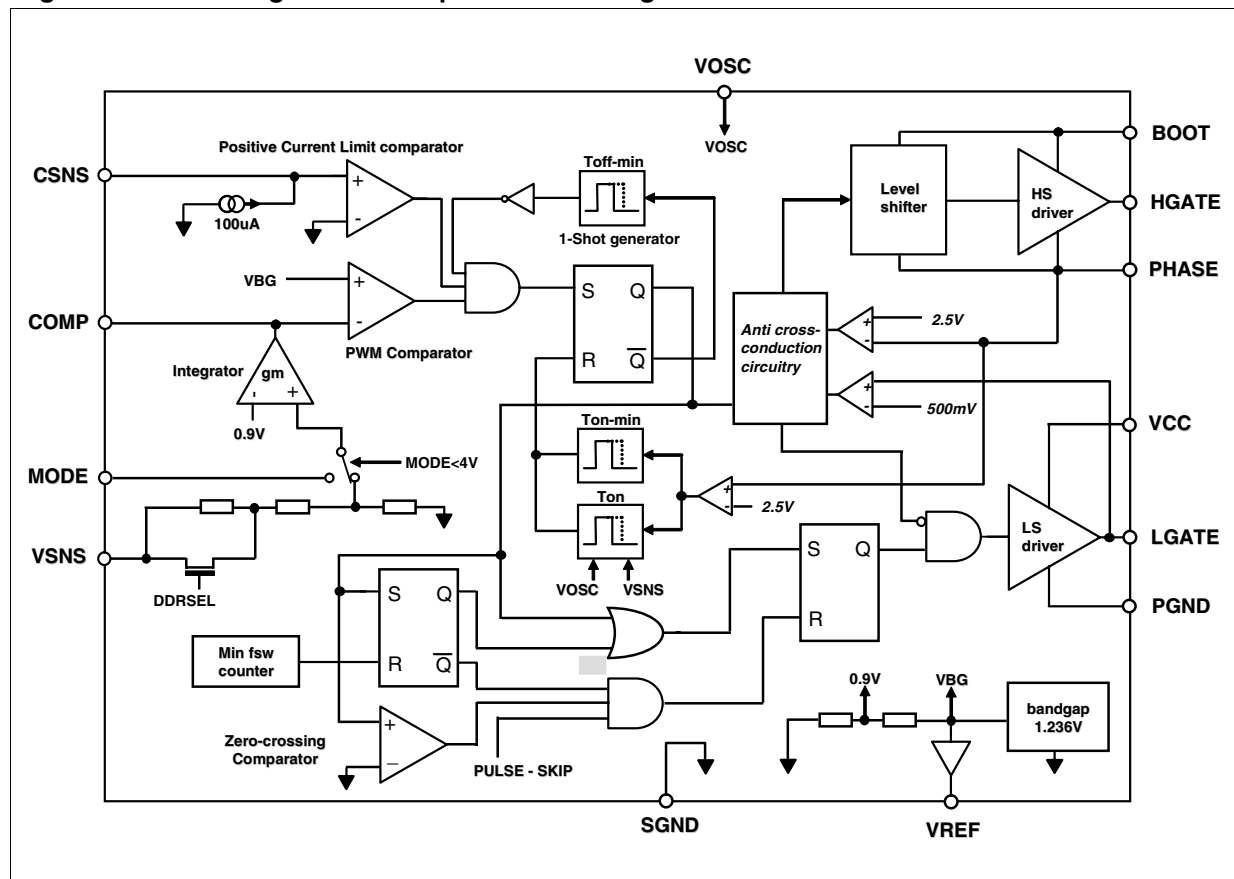 VOSC
VOSC
BOOT
Positive Current Limit comparator
Toff-min
CSNS
+
-
100uA
1-Shot generator
Level
shifter
HS
driver
HGATE
PHASE
VBG
+
-
COMP
PWM Comparator
S
Q
R
Q
Anti cross-
conduction
circuitry
+
-
2.5V
+
-
500mV
Integrator
gm
-
+
0.9V
VCC
Ton-min
MODE
MODE<4V
Ton
+
-
2.5V
VSNS
DDRSEL
VOSC
VSNS
S
Q
R
LS
driver
LGATE
PGND
S
Q
R
Q
Min fsw
counter
Zero-crossing
Comparator
+
–
PULSE - SKIP
0.9V
VBG
bandgap
1.236V
SGND
VREF